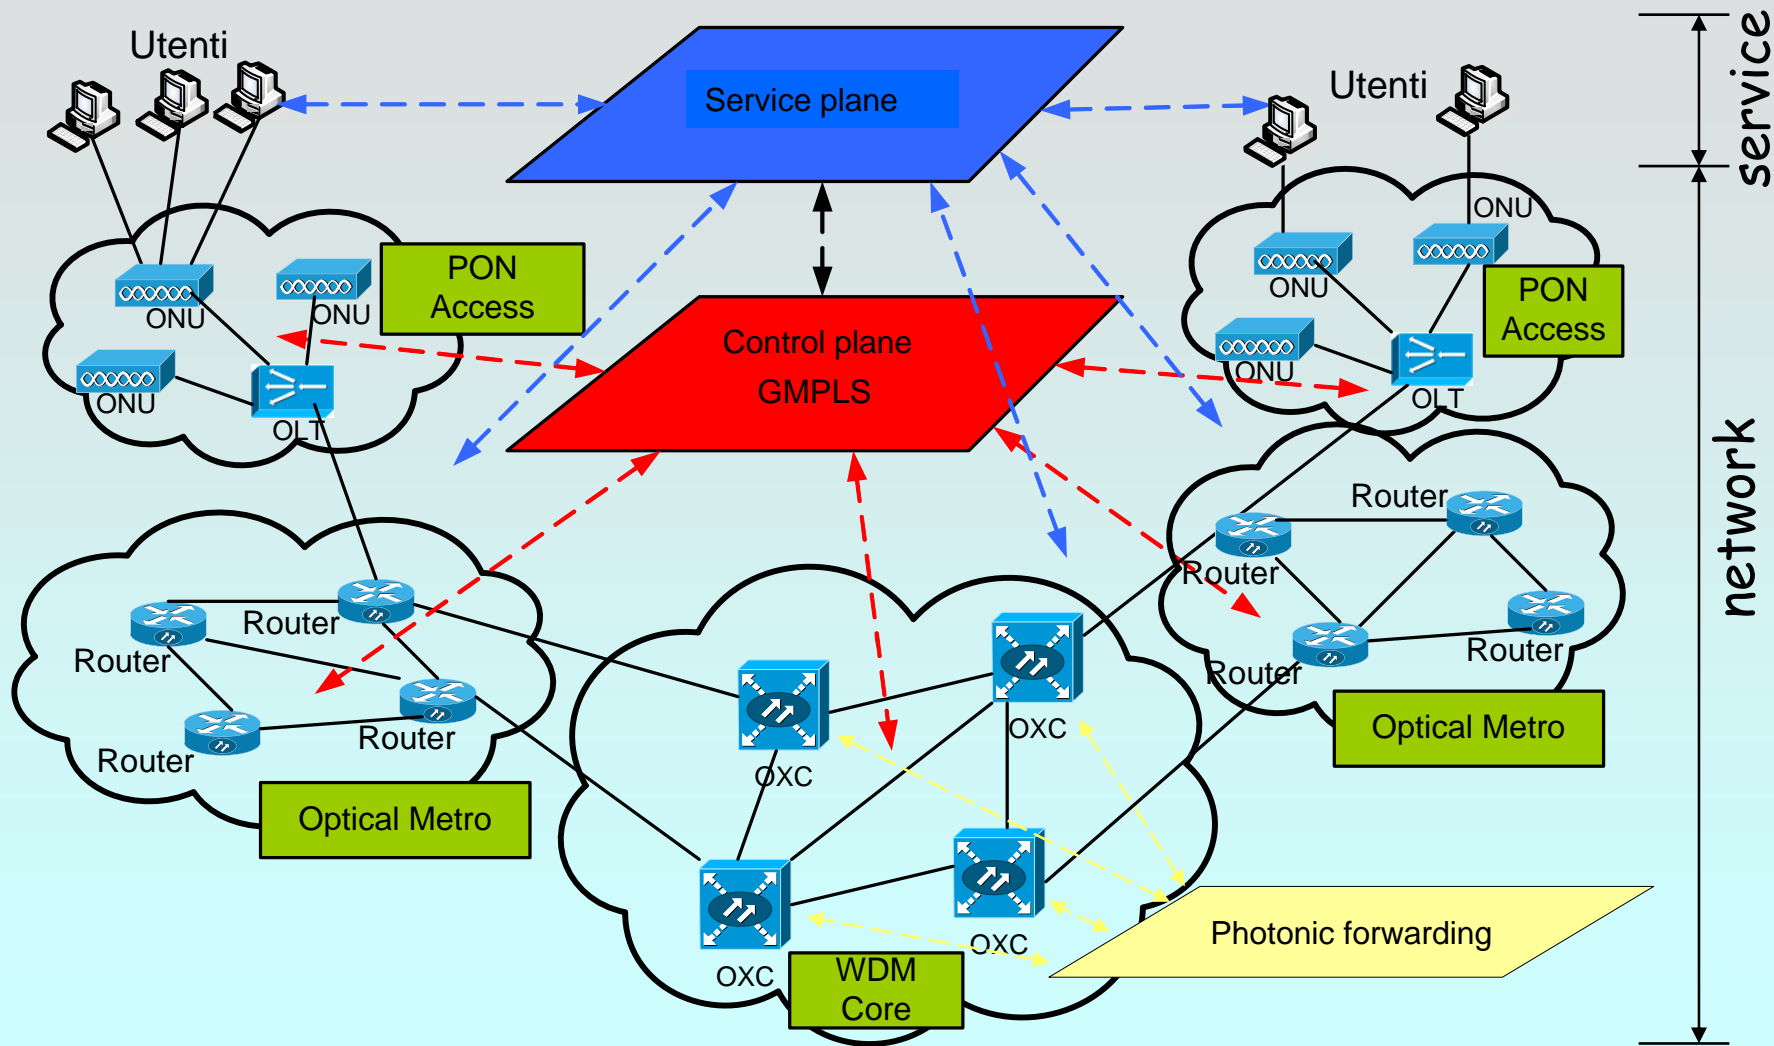 Utenti
Service plane
Utenti
service
ONU
PON
Access
ONU
ONU
ONU
PON
Access
ONU
Control plane
GMPLS
ONU
ONU
OLT
OLT
network
Router
Router
Router
Router
Router
Router
Router
Router
Optical Metro
OXC
OXC
Optical Metro
Photonic forwarding
OXC
OXC
WDM
Core